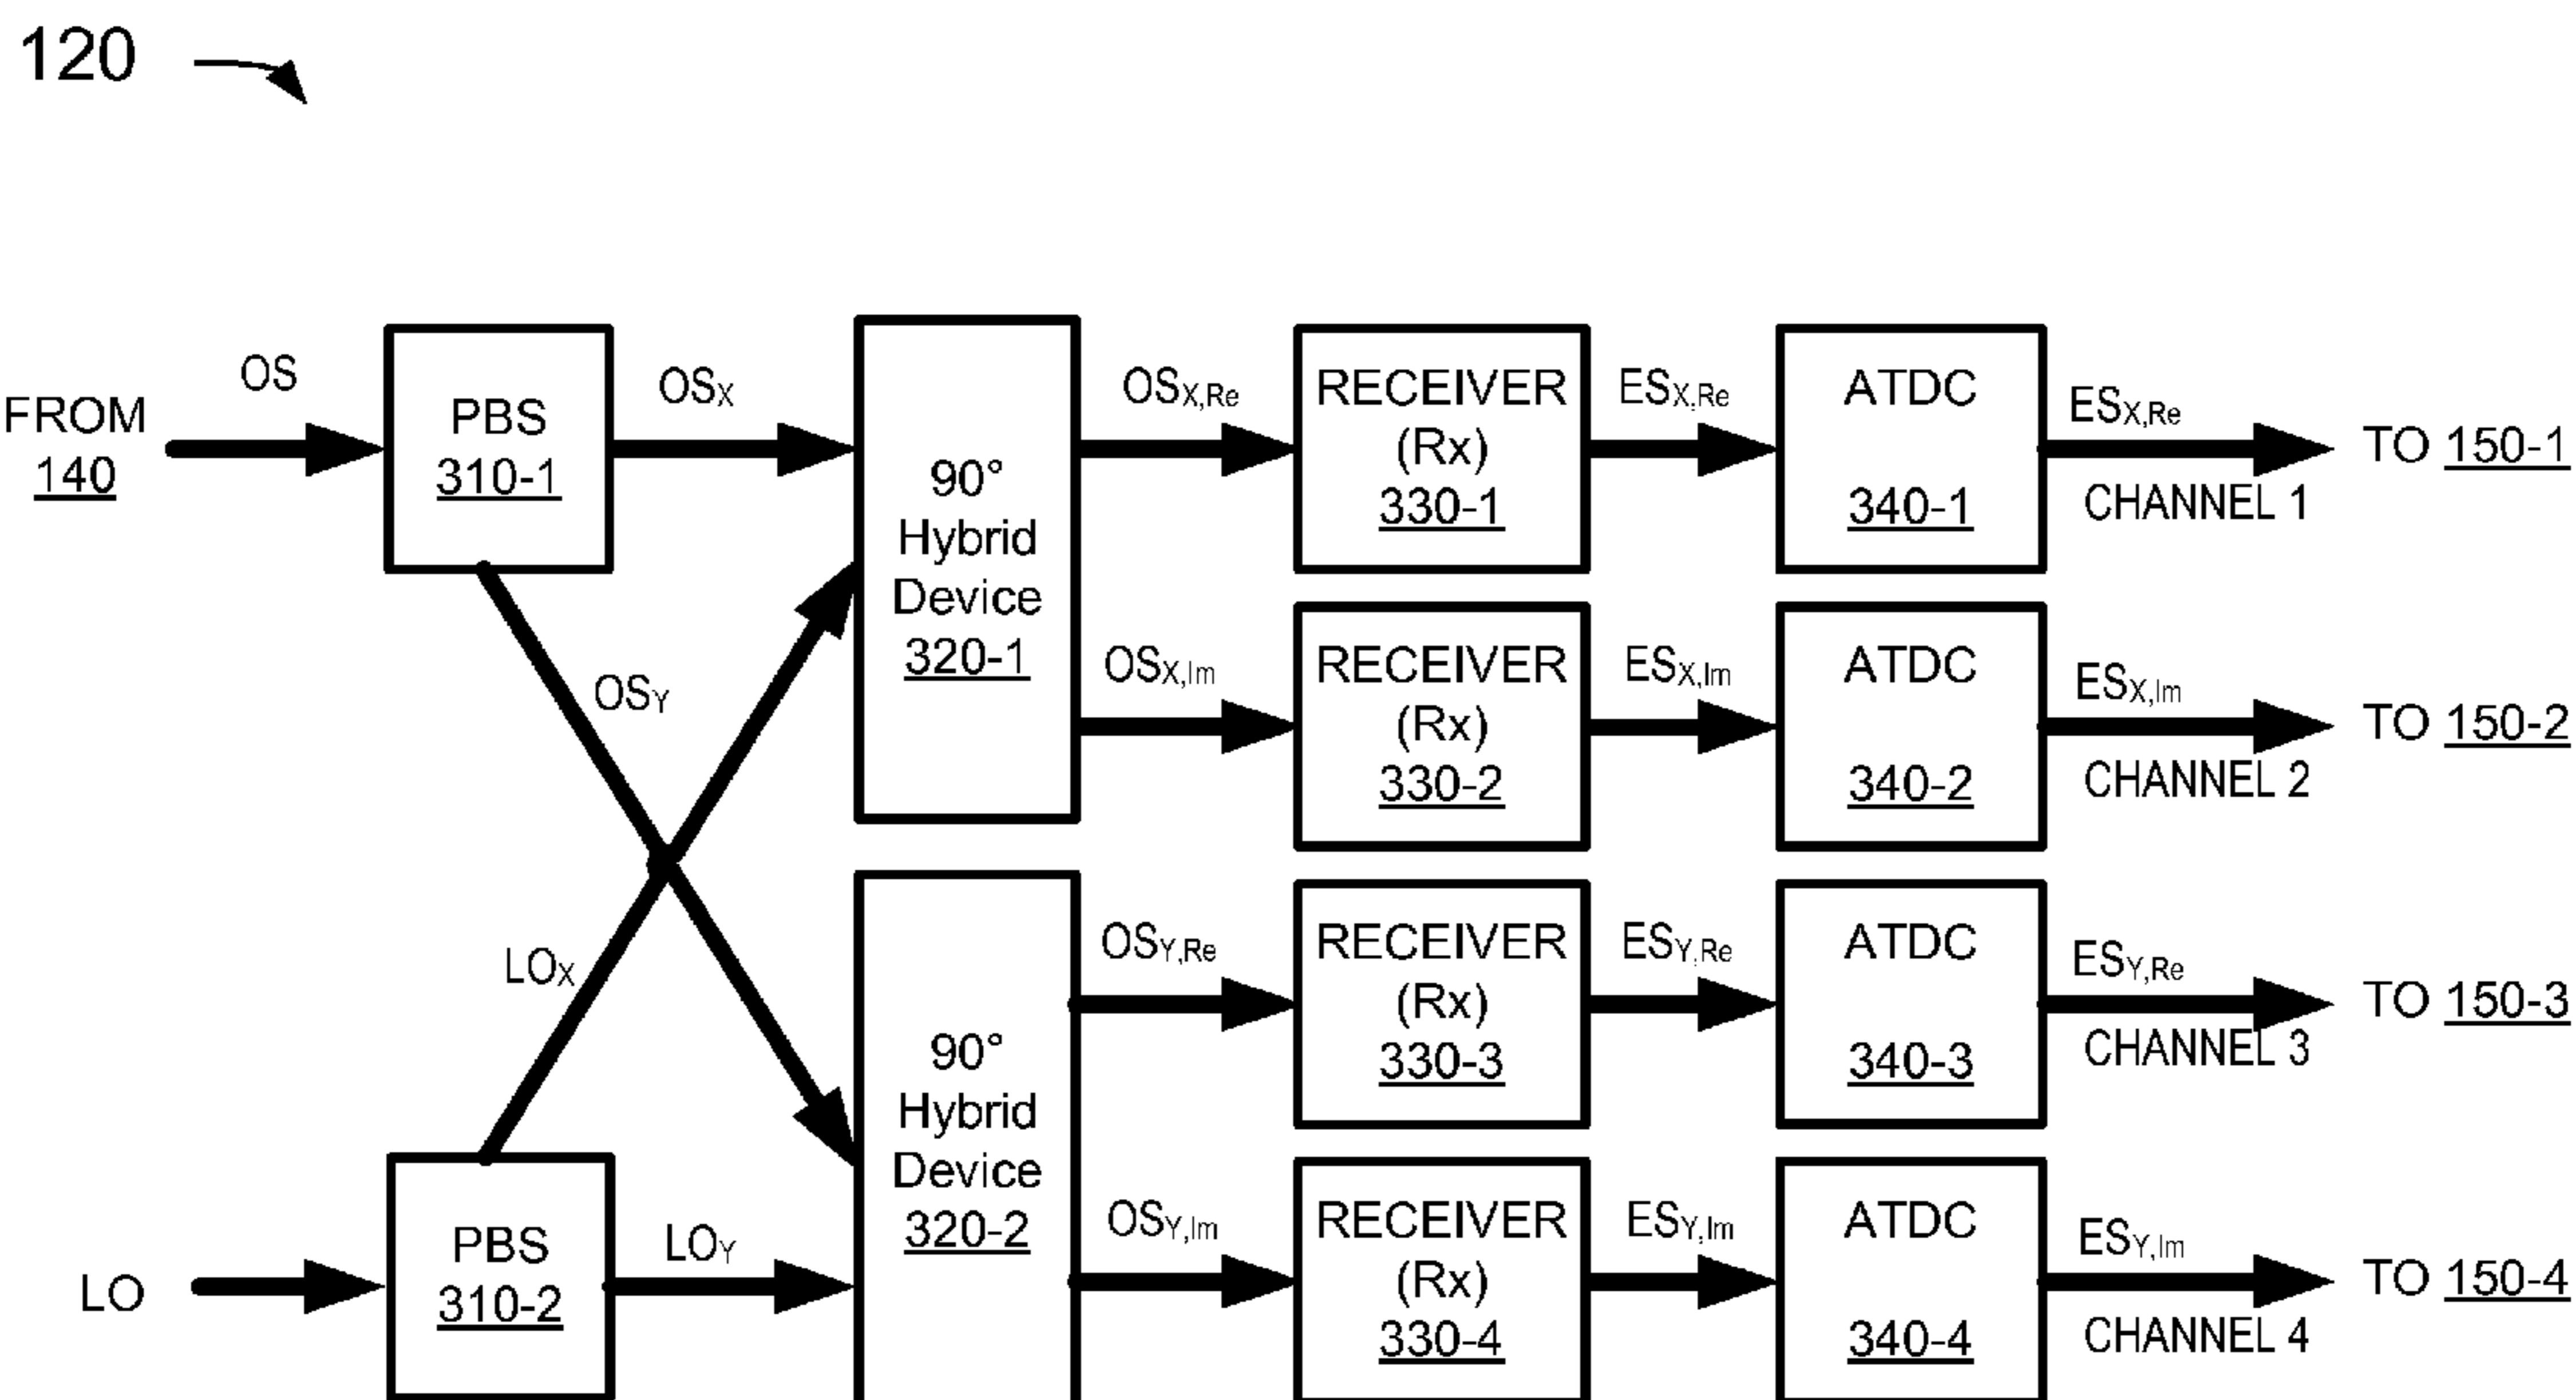 120
FROM
140
OS
PBS
310-1
OSX
OSY
LO
PBS
310-2
LOX
LOY
90°
Hybrid
Device
320-1
90°
Hybrid
Device
320-2
OSX,Re
RECEIVER
(Rx)
330-1
ESX,Re
ATDC
340-1
ESX,Re
CHANNEL 1
TO 150-1
OSX,Im
RECEIVER
(Rx)
330-2
ESX,Im
ATDC
340-2
ESX,Im
CHANNEL 2
TO 150-2
OSY,Re
RECEIVER
(Rx)
330-3
ESY,Re
ATDC
340-3
ESY,Re
CHANNEL 3
TO 150-3
OSY,Im
RECEIVER
(Rx)
330-4
ESY,Im
ATDC
340-4
ESY,Im
CHANNEL 4
TO 150-4